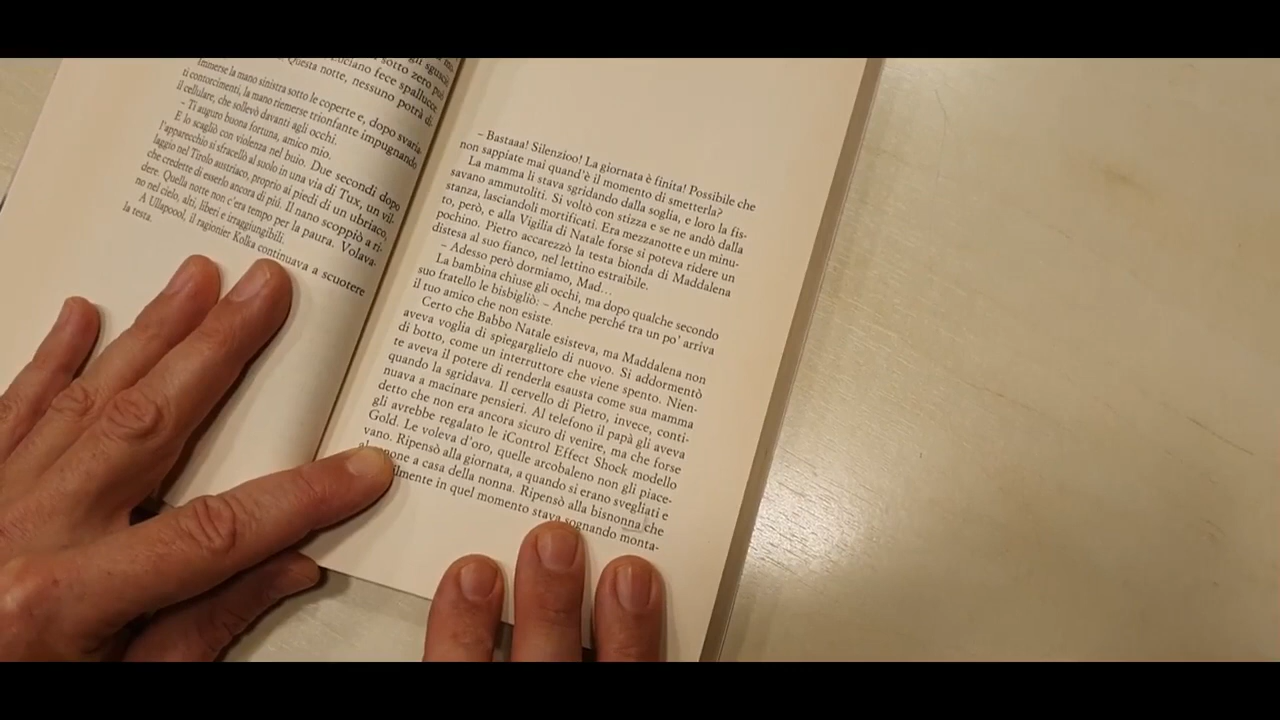 gli sguscia-
sotto zero può
Luciano fece spallucce.
Questa notte, nessuno potrà di-
Immerse la mano sinistra sotto le coperte e, dopo svaria-
ti contorcimenti, la mano riemerse trionfante impugnando
il cellulare, che sollevò davanti agli occhi.
– Ti auguro buona fortuna, amico mio.
E lo scagliò con violenza nel buio. Due secondi dopo
l'apparecchio si sfracellò al suolo in una via di Tux, un vil-
laggio nel Tirolo austriaco, proprio ai piedi di un ubriaco,
che credette di esserlo ancora di piú. Il nano scoppiò a ri-
dere. Quella notte non c'era tempo per la paura. Volava-
no nel cielo, alti, liberi e irraggiungibili.
A Ullapoool, il ragionier Kolka continuava a scuotere
la testa.
– Bastaaa! Silenzioo! La giornata è finita! Possibile che
non sappiate mai quand'è il momento di smetterla?
La mamma li stava sgridando dalla soglia, e loro la fis-
savano ammutoliti. Si voltò con stizza e se ne andò dalla
stanza, lasciandoli mortificati. Era mezzanotte e un minu-
to, però, e alla Vigilia di Natale forse si poteva ridere un
pochino. Pietro accarezzò la testa bionda di Maddalena
distesa al suo fianco, nel lettino estraibile.
– Adesso però dormiamo, Mad...
La bambina chiuse gli occhi, ma dopo qualche secondo
suo fratello le bisbigliò: – Anche perché tra un po' arriva
il tuo amico che non esiste.
Certo che Babbo Natale esisteva, ma Maddalena non
aveva voglia di spiegarglielo di nuovo. Si addormentò
di botto, come un interruttore che viene spento. Nien-
te aveva il potere di renderla esausta come sua mamma
quando la sgridava. Il cervello di Pietro, invece, conti-
nuava a macinare pensieri. Al telefono il papà gli aveva
detto che non era ancora sicuro di venire, ma che forse
gli avrebbe regalato le iControl Effect Shock modello
Gold. Le voleva d'oro, quelle arcobaleno non gli piace-
vano. Ripensò alla giornata, a quando si erano svegliati e
a casa della nonna. Ripensò alla bisnonna che
in quel momento stava sognando monta-